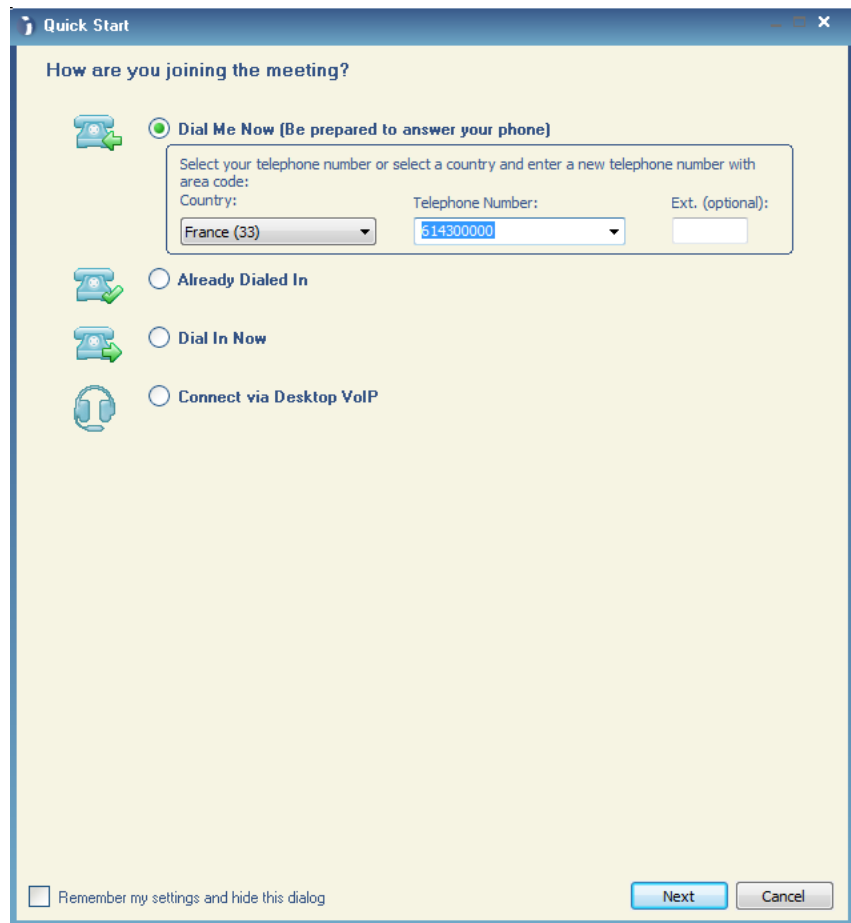 Quick Start
How are you joining the meeting?
Dial Me Now (Be prepared to answer your phone)
Select your telephone number or select a country and enter a new telephone number with
area code:
Country: Telephone Number: Ext. (optional):
France (33) 614300000
Already Dialed In
Dial In Now
Connect via Desktop VoIP
Remember my settings and hide this dialog Next Cancel